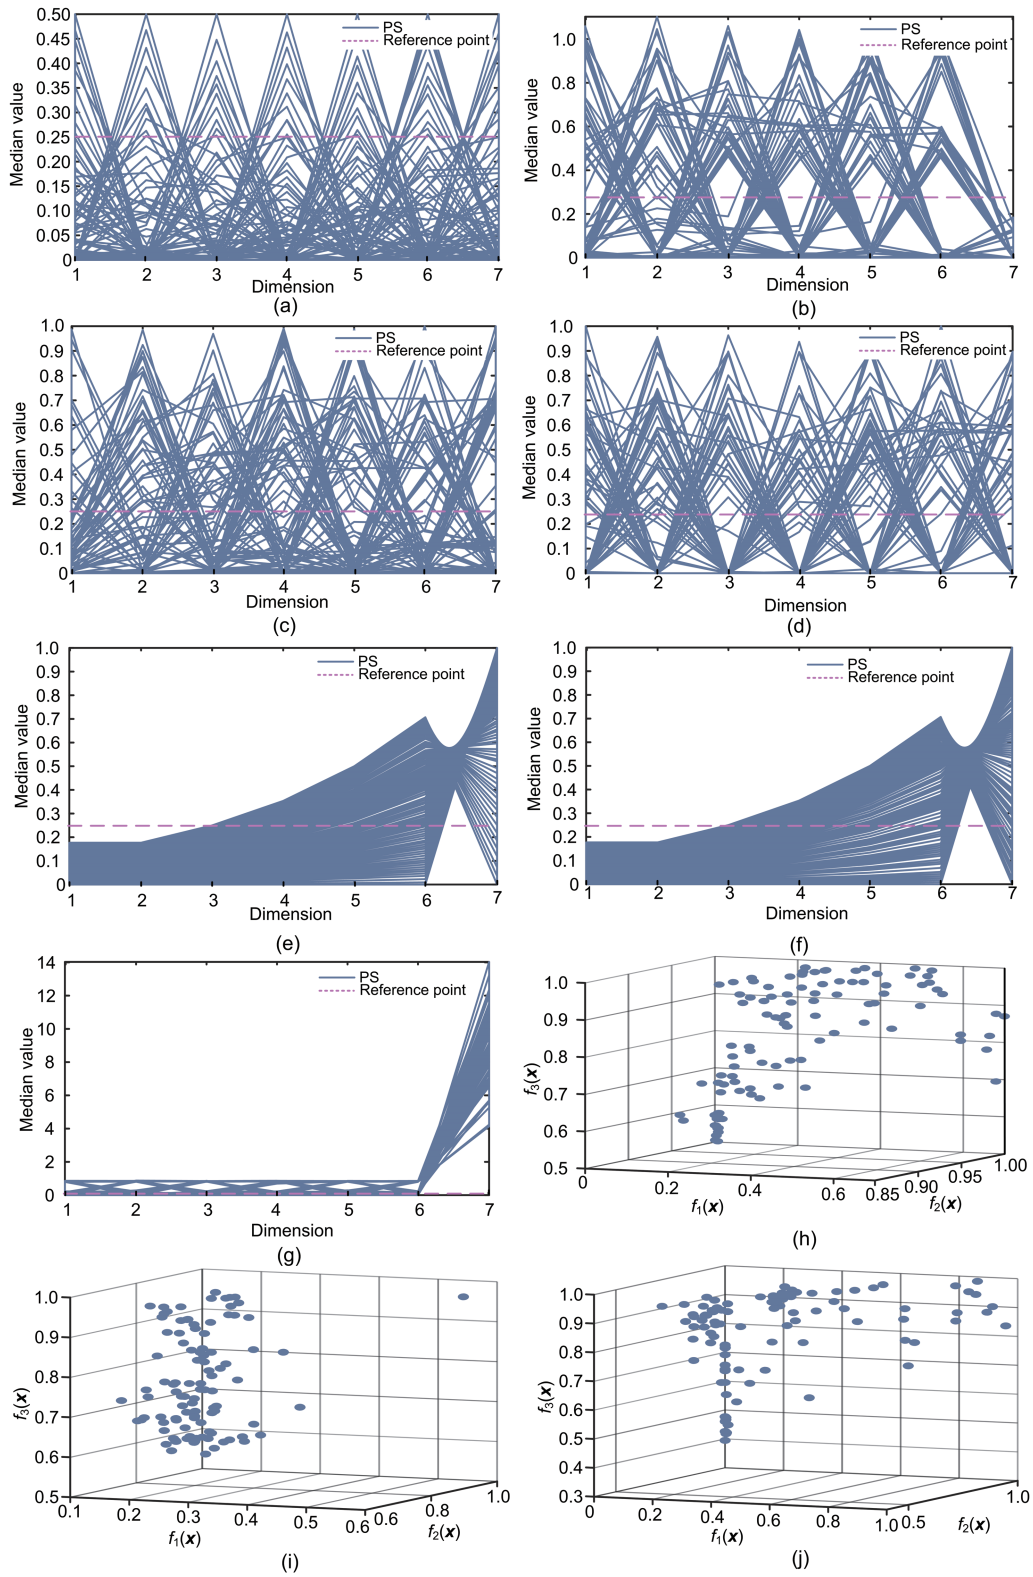 0.50
0.45
0.40
0.35
0.30
0.25
0.20
0.15
0.10
0.05
0
Median value
PS
Reference point
1 2 3 4 5 6 7
Dimension
(a)
1.0
0.8
0.6
0.4
0.2
0
Median value
PS
Reference point
1 2 3 4 5 6 7
Dimension
(b)
1.0
0.9
0.8
0.7
0.6
0.5
0.4
0.3
0.2
0.1
0
Median value
PS
Reference point
1 2 3 4 5 6 7
Dimension
(c)
1.0
0.9
0.8
0.7
0.6
0.5
0.4
0.3
0.2
0.1
0
Median value
PS
Reference point
1 2 3 4 5 6 7
Dimension
(d)
1.0
0.9
0.8
0.7
0.6
0.5
0.4
0.3
0.2
0.1
0
Median value
PS
Reference point
1 2 3 4 5 6 7
Dimension
(e)
1.0
0.9
0.8
0.7
0.6
0.5
0.4
0.3
0.2
0.1
0
Median value
PS
Reference point
1 2 3 4 5 6 7
Dimension
(f)
14
12
10
8
6
4
2
0
Median value
PS
Reference point
1 2 3 4 5 6 7
Dimension
(g)
1.0
0.9
0.8
0.7
0.6
0.5
f3(x)
0 0.2 0.4 0.6
f1(x)
0.85 0.90 0.95 1.00
f2(x)
(h)
1.0
0.9
0.8
0.7
0.6
0.5
f3(x)
0.1 0.2 0.3 0.4 0.5 0.6
f1(x)
0.6 0.8 1.0
f2(x)
(i)
1.0
0.9
0.8
0.7
0.6
0.5
0.4
0.3
f3(x)
0 0.2 0.4 0.6 0.8 1.0
f1(x)
0.5 1.0
f2(x)
(j)